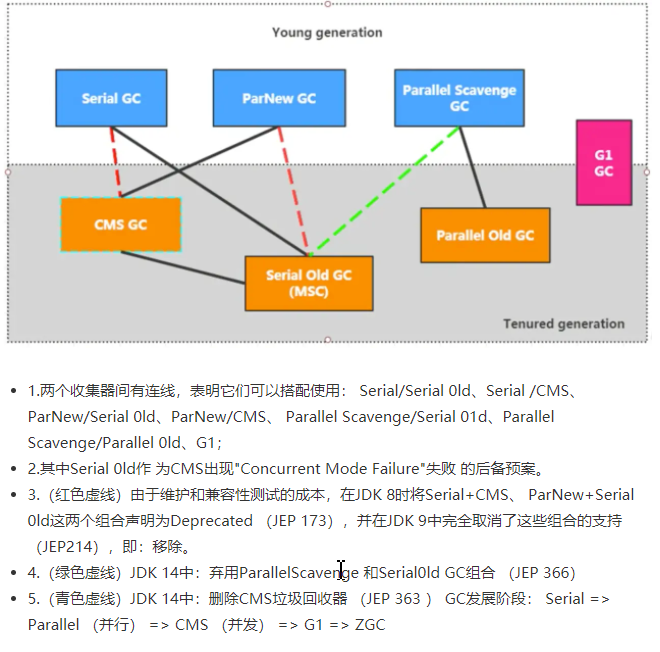 Young generation
Serial GC
ParNew GC
Parallel Scavenge
GC
G1
GC
CMS GC
Parallel Old GC
Serial Old GC
(MSC)
Tenured generation
1.两个收集器间有连线，表明它们可以搭配使用： Serial/Serial 0ld、Serial /CMS、
ParNew/Serial 0ld、ParNew/CMS、 Parallel Scavenge/Serial 01d、Parallel
Scavenge/Parallel 0ld、G1；
2.其中Serial 0ld作 为CMS出现"Concurrent Mode Failure"失败 的后备预案。
3.（红色虚线）由于维护和兼容性测试的成本，在JDK 8时将Serial+CMS、 ParNew+Serial
0ld这两个组合声明为Deprecated （JEP 173），并在JDK 9中完全取消了这些组合的支持
（JEP214），即：移除。
4.（绿色虚线）JDK 14中：弃用ParallelScavenge 和Serial0ld GC组合 （JEP 366）
5.（青色虚线）JDK 14中：删除CMS垃圾回收器 （JEP 363 ） GC发展阶段： Serial =>
Parallel （并行） => CMS （并发） => G1 => ZGC